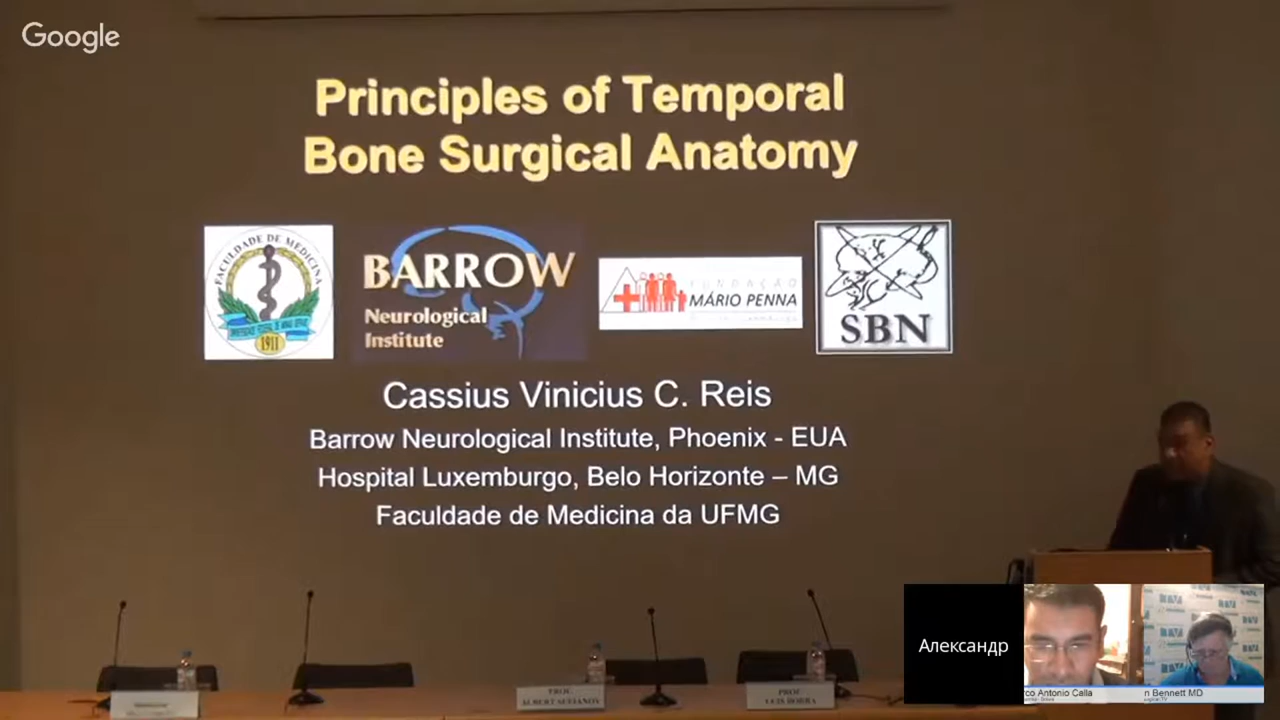 Google
Principles of Temporal
Bone Surgical Anatomy
FACULDADE DE MEDICINA
1911
BARROW
Neurological
Institute
FUNDAÇÃO
MÁRIO PENNA
SBN
Cassius Vinicius C. Reis
Barrow Neurological Institute, Phoenix - EUA
Hospital Luxemburgo, Belo Horizonte – MG
Faculdade de Medicina da UFMG
Александр
rco Antonio Calla
n Bennett MD
PROF.
ALBERT SUFIANOV
PROF.
LUIS BORBA